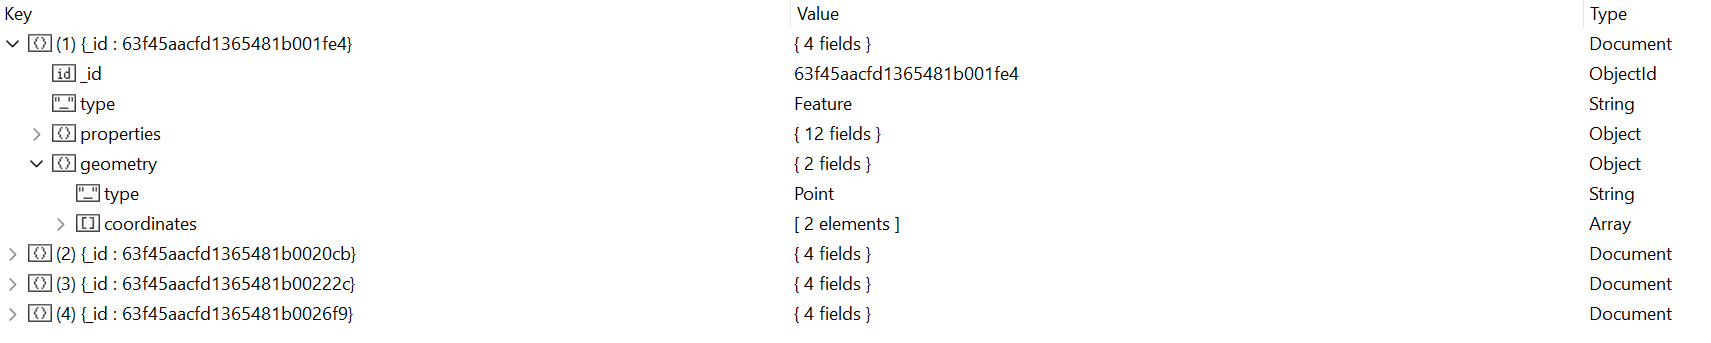 Key Value Type
(1) {_id : 63f45aacfd1365481b001fe4} { 4 fields } Document
id _id 63f45aacfd1365481b001fe4 ObjectId
"_" type Feature String
{} properties { 12 fields } Object
{} geometry { 2 fields } Object
"_" type Point String
[] coordinates [ 2 elements ] Array
(2) {_id : 63f45aacfd1365481b0020cb} { 4 fields } Document
(3) {_id : 63f45aacfd1365481b00222c} { 4 fields } Document
(4) {_id : 63f45aacfd1365481b0026f9} { 4 fields } Document